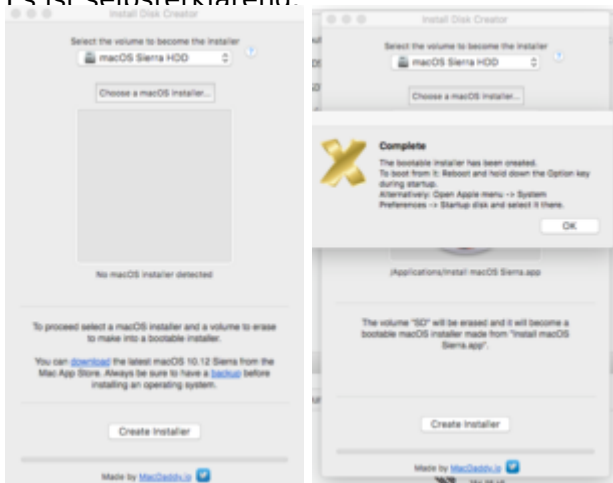 Es ist selbsterklärend.
Install Disk Creator
Select the volume to become the installer
macOS Sierra HDD
?
Choose a macOS installer...
No macOS installer detected
To proceed select a macOS installer and a volume to erase
to make into a bootable installer.
You can download the latest macOS 10.12 Sierra from the
Mac App Store. Always be sure to have a backup before
installing an operating system.
Create Installer
Made by MacDaddy.io
Install Disk Creator
Select the volume to become the installer
macOS Sierra HDD
?
Choose a macOS installer...
Complete
The bootable installer has been created.
To boot from it: Reboot and hold down the Option key
during startup.
Alternatively: Open Apple menu -> System
Preferences -> Startup disk and select it there.
OK
/Applications/Install macOS Sierra.app
The volume "SD" will be erased and it will become a
bootable macOS installer made from "Install macOS
Sierra.app".
Create Installer
Made by MacDaddy.io